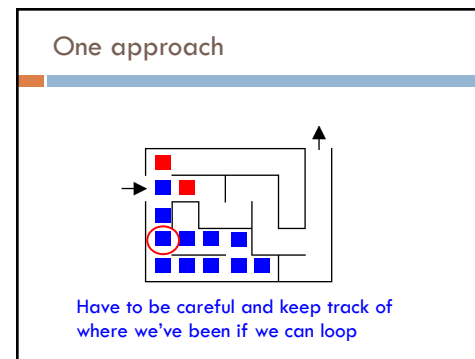 One approach
Have to be careful and keep track of
where we've been if we can loop